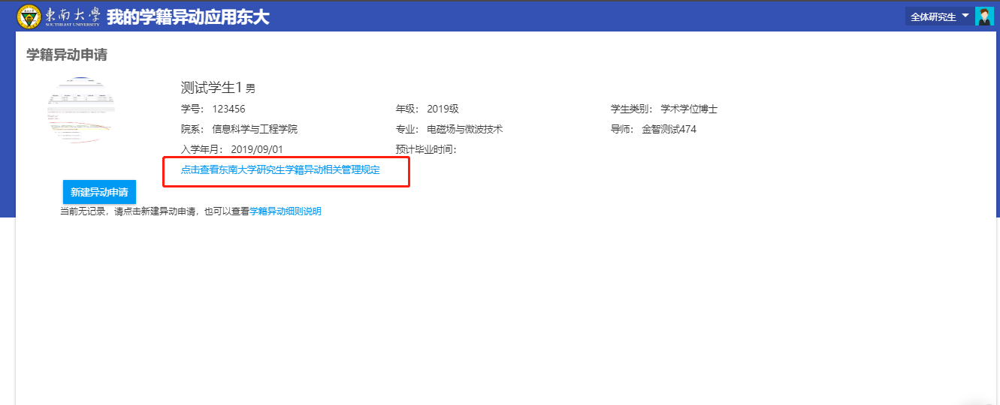 東南大學 我的学籍异动应用东大 全体研究生
SOUTHEAST UNIVERSITY
学籍异动申请
测试学生1 男
学号： 123456 年级： 2019级 学生类别： 学术学位博士
院系： 信息科学与工程学院 专业： 电磁场与微波技术 导师： 金智测试474
入学年月： 2019/09/01 预计毕业时间：
点击查看东南大学研究生学籍异动相关管理规定
新建异动申请
当前无记录，请点击新建异动申请，也可以查看学籍异动细则说明